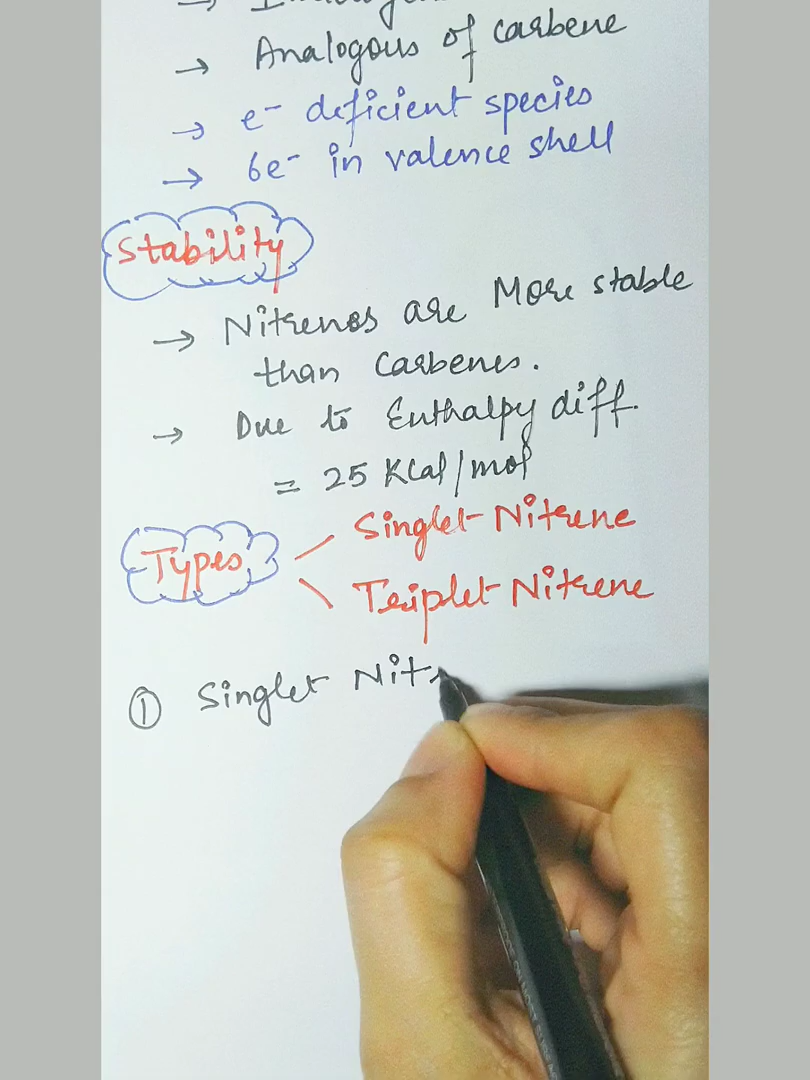 → Analogous of carbene
→ e- deficient species
→ 6e- in valence shell
Stability
→ Nitrenes are More stable
than Carbenes.
→ Due to Enthalpy diff.
= 25 Kcal/mol
Types
Singlet Nitrene
Triplet Nitrene
① Singlet Nit